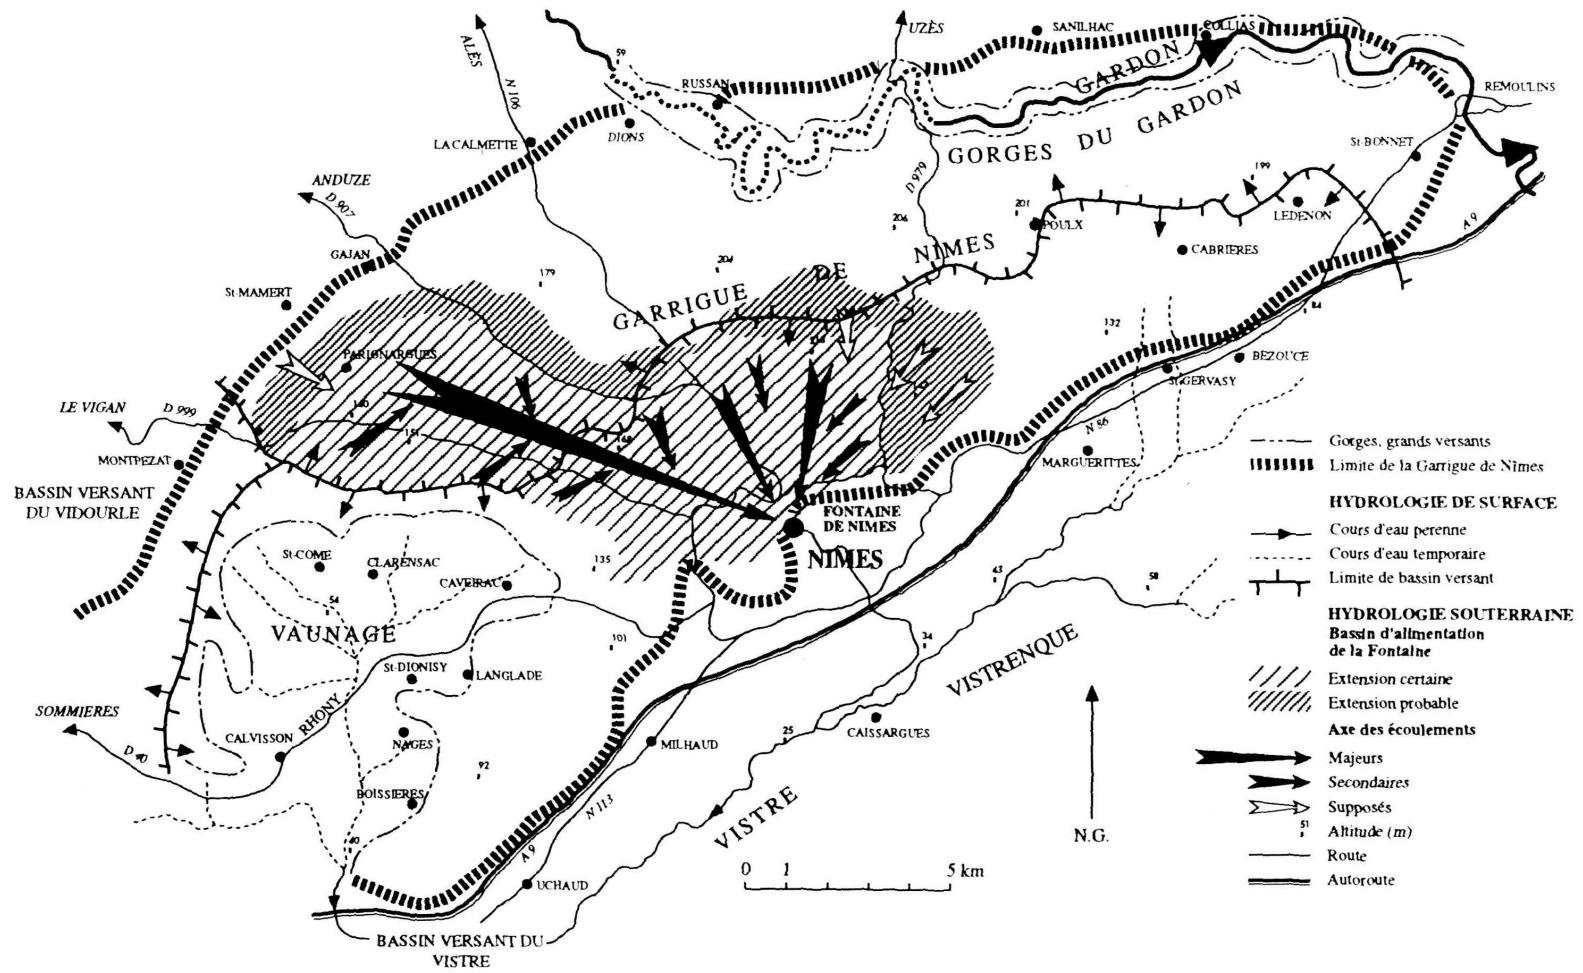 ALÈS
N 106
59
UZÈS
SANILHAC
COLLIAS
RUSSAN
GARDON
REMOULINS
DIONS
LA CALMETTE
GORGES DU GARDON
St-BONNET
D 979
ANDUZE
D 907
199
201
206
LEDENON
POULX
CABRIERES
A 9
GAJAN
179
204
GARRIGUE DE NIMES
St-MAMERT
84
132
PARIGNARGUES
BEZOUCE
St-GERVASY
LE VIGAN
D 999
140
151
168
N 86
MARGUERITTES
MONTPEZAT
BASSIN VERSANT
DU VIDOURLE
FONTAINE
DE NIMES
NIMES
St-COME
CLARENSAC
CAVEIRAC
135
63
58
54
VAUNAGE
101
34
St-DIONISY
LANGLADE
VISTRENQUE
SOMMIERES
RHONY
D 40
CALVISSON
NAGES
MILHAUD
25
CAISSARGUES
92
BOISSIERES
N 113
VISTRE
40
A 9
UCHAUD
BASSIN VERSANT DU
VISTRE
0 1 5 km
N.G.
Gorges, grands versants
Limite de la Garrigue de Nîmes
HYDROLOGIE DE SURFACE
Cours d'eau perenne
Cours d'eau temporaire
Limite de bassin versant
HYDROLOGIE SOUTERRAINE
Bassin d'alimentation
de la Fontaine
Extension certaine
Extension probable
Axe des écoulements
Majeurs
Secondaires
Supposés
51
Altitude (m)
Route
Autoroute